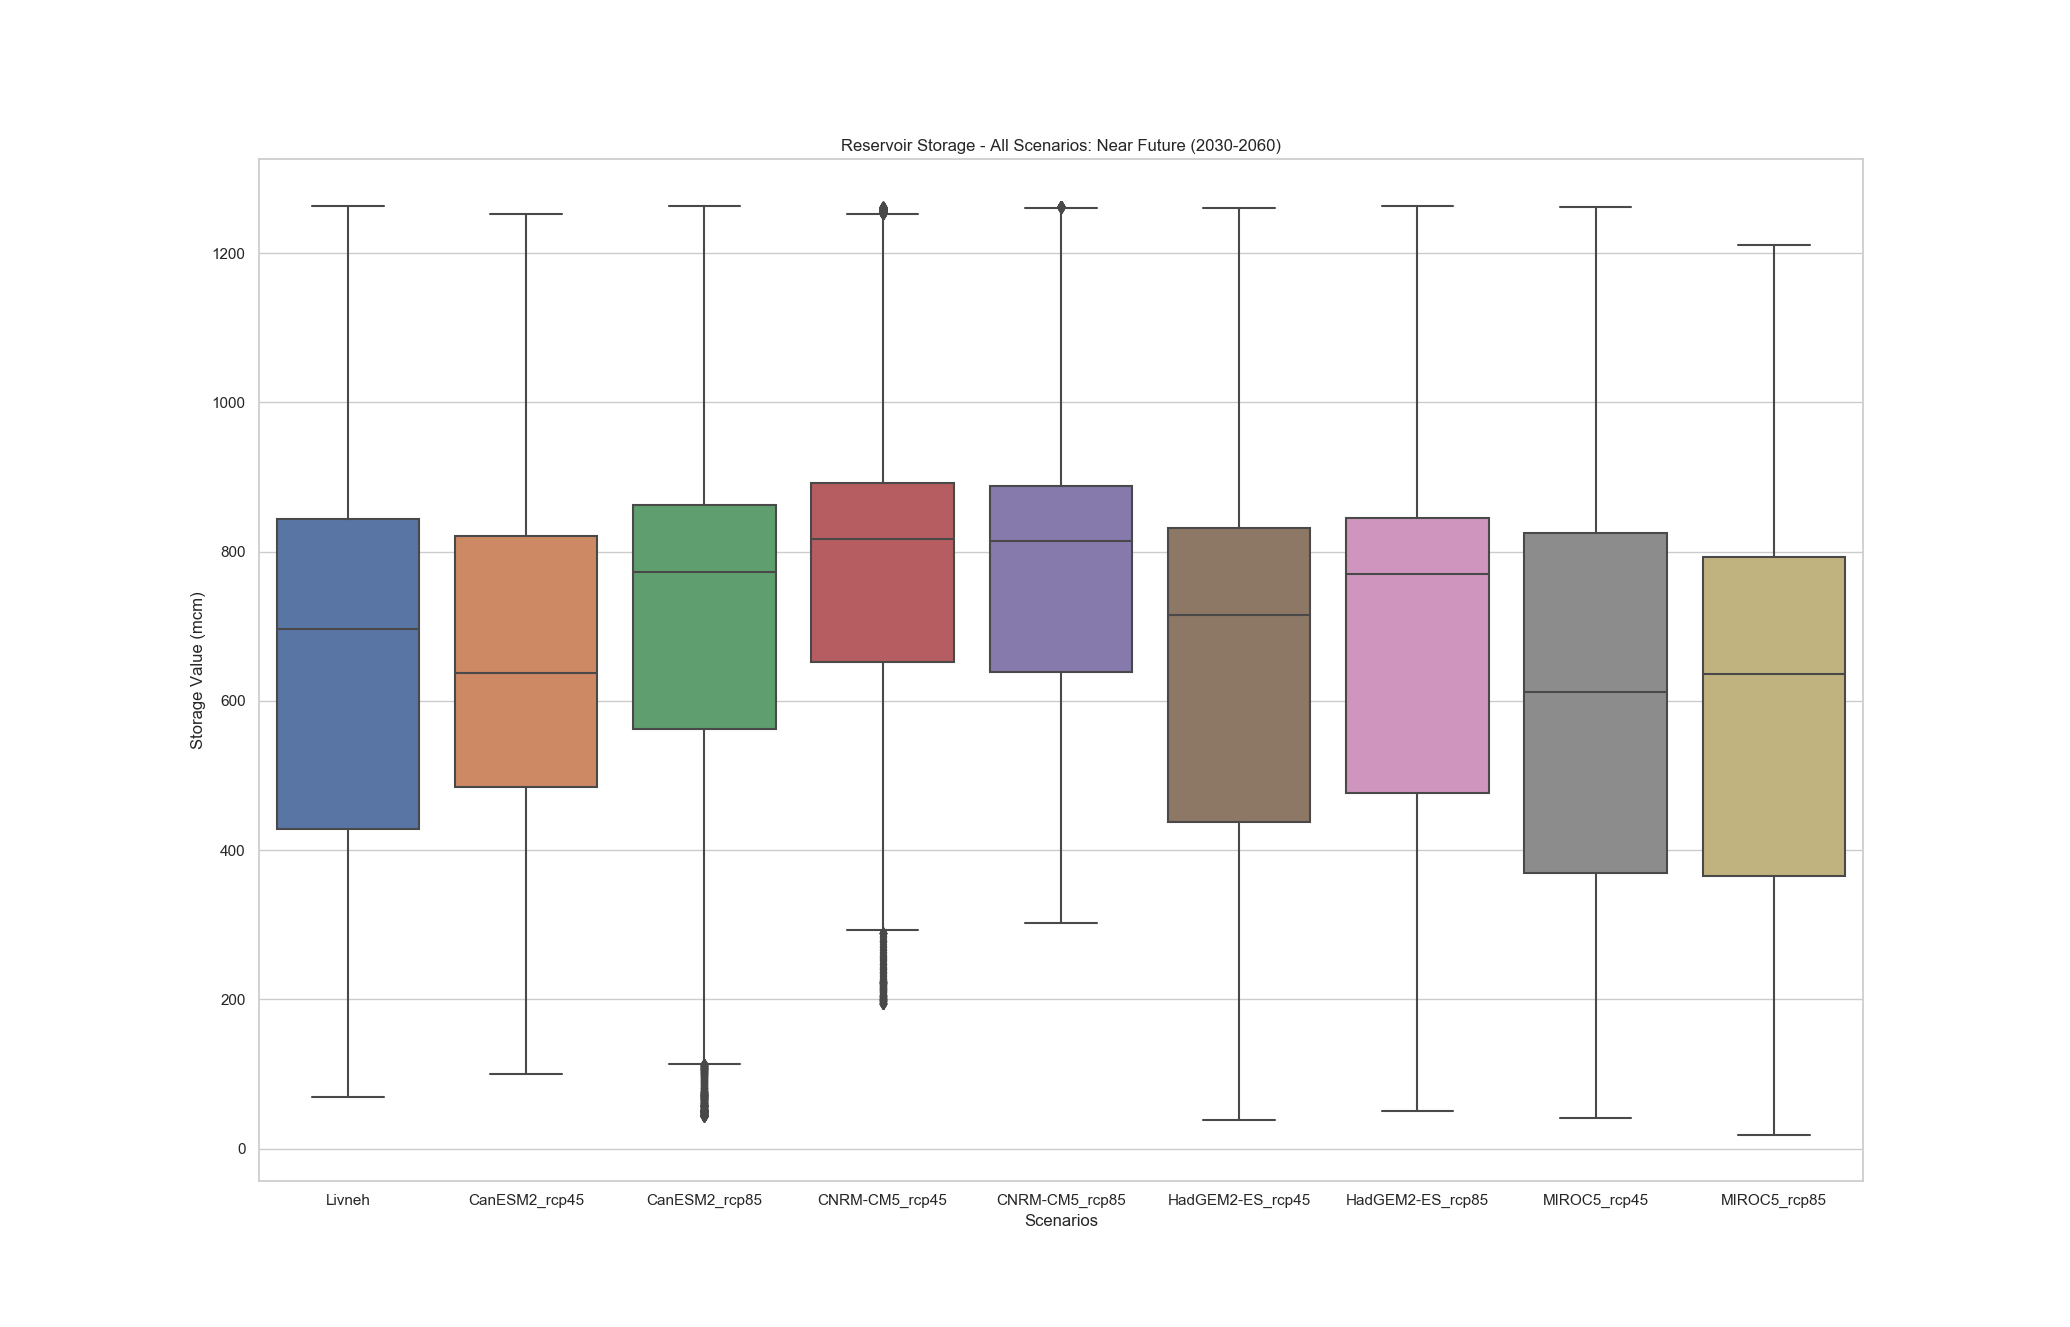 Reservoir Storage - All Scenarios: Near Future (2030-2060)
1200
1000
800
600
400
200
0
Storage Value (mcm)
Livneh CanESM2_rcp45 CanESM2_rcp85 CNRM-CM5_rcp45 CNRM-CM5_rcp85 HadGEM2-ES_rcp45 HadGEM2-ES_rcp85 MIROC5_rcp45 MIROC5_rcp85
Scenarios